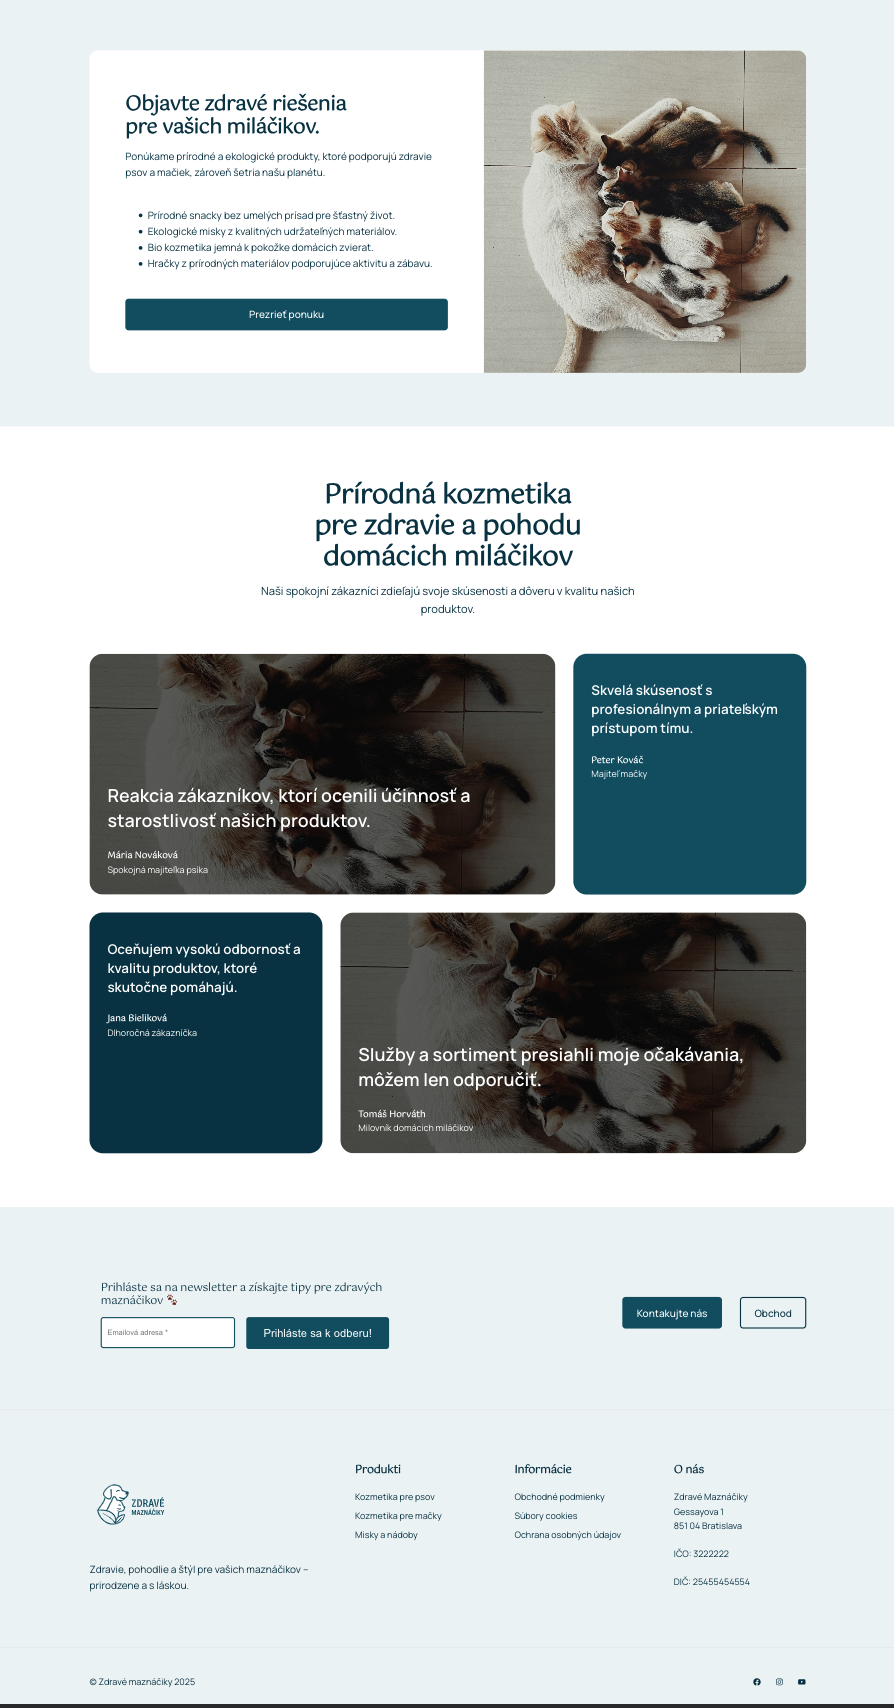 Objavte zdravé riešenia
pre vašich miláčikov.
Ponúkame prírodné a ekologické produkty, ktoré podporujú zdravie
psov a mačiek, zároveň šetria našu planétu.
• Prírodné snacky bez umelých prísad pre šťastný život.
• Ekologické misky z kvalitných udržateľných materiálov.
• Bio kozmetika jemná k pokožke domácich zvierat.
• Hračky z prírodných materiálov podporujúce aktivitu a zábavu.
Prezrieť ponuku
Prírodná kozmetika
pre zdravie a pohodu
domácich miláčikov
Naši spokojní zákazníci zdieľajú svoje skúsenosti a dôveru v kvalitu našich
produktov.
Reakcia zákazníkov, ktorí ocenili účinnosť a
starostlivosť našich produktov.
Mária Nováková
Spokojná majiteľka psíka
Skvelá skúsenosť s
profesionálnym a priateľským
prístupom tímu.
Peter Kováč
Majiteľ mačky
Oceňujem vysokú odbornosť a
kvalitu produktov, ktoré
skutočne pomáhajú.
Jana Bieliková
Dlhoročná zákazníčka
Služby a sortiment presiahli moje očakávania,
môžem len odporučiť.
Tomáš Horváth
Milovník domácich miláčikov
Prihláste sa na newsletter a získajte tipy pre zdravých
maznáčikov 🐾
Emailová adresa *
Prihláste sa k odberu!
Kontakujte nás
Obchod
ZDRAVÉ
MAZNÁČIKY
Zdravie, pohodlie a štýl pre vašich maznáčikov –
prirodzene a s láskou.
Produkti
Kozmetika pre psov
Kozmetika pre mačky
Misky a nádoby
Informácie
Obchodné podmienky
Súbory cookies
Ochrana osobných údajov
O nás
Zdravé Maznáčiky
Gessayova 1
851 04 Bratislava
IČO: 3222222
DIČ: 25455454554
© Zdravé maznáčiky 2025